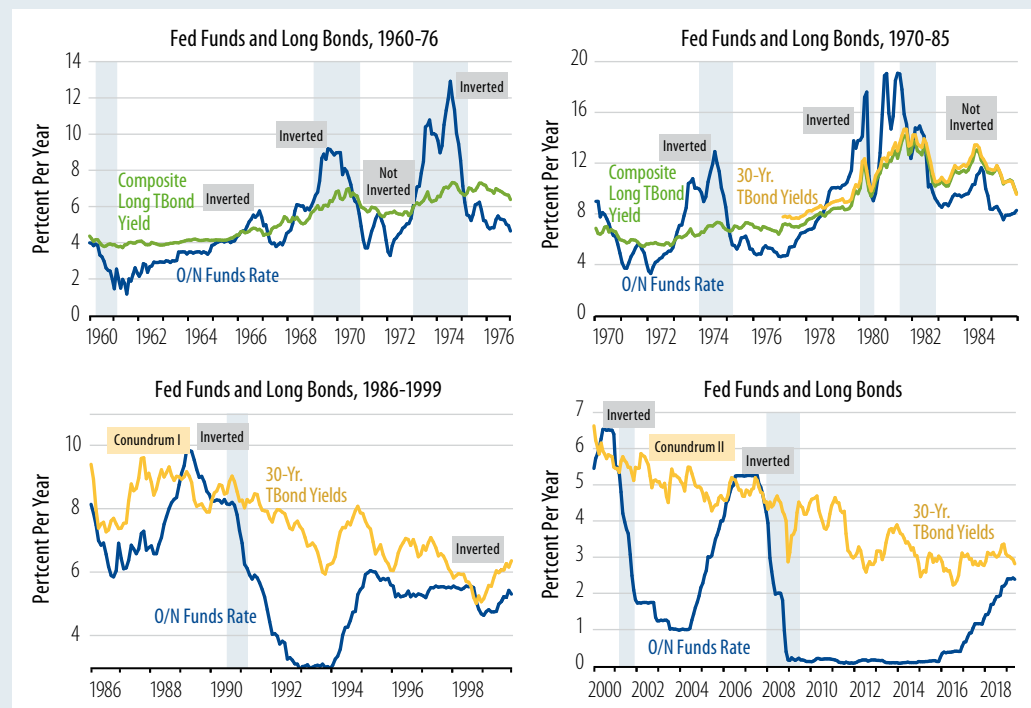 Fed Funds and Long Bonds, 1960-76
Pertcent Per Year
14
12
10
8
6
4
2
0
Inverted
Inverted
Inverted
Not
Inverted
Composite
Long TBond
Yield
O/N Funds Rate
1960 1962 1964 1966 1968 1970 1972 1974 1976
Fed Funds and Long Bonds, 1970-85
Pertcent Per Year
20
16
12
8
4
0
Inverted
Inverted
Not
Inverted
Composite
Long TBond
Yield
30-Yr.
TBond Yields
O/N Funds Rate
1970 1972 1974 1976 1978 1980 1982 1984
Fed Funds and Long Bonds, 1986-1999
Pertcent Per Year
10
8
6
4
Conundrum I
Inverted
30-Yr.
TBond Yields
Inverted
O/N Funds Rate
1986 1988 1990 1992 1994 1996 1998
Fed Funds and Long Bonds
Pertcent Per Year
7
6
5
4
3
2
1
0
Inverted
Conundrum II
Inverted
30-Yr.
TBond Yields
O/N Funds Rate
2000 2002 2004 2006 2008 2010 2012 2014 2016 2018